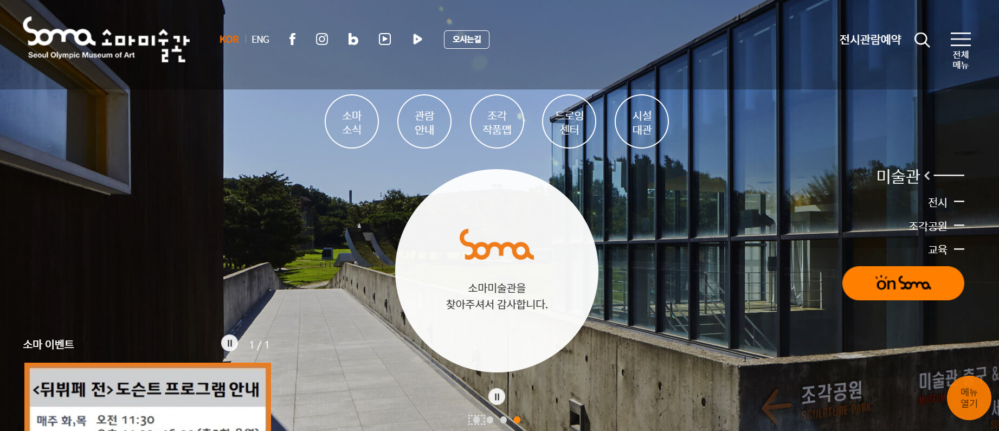 soma 소마미술관
Seoul Olympic Museum of Art
KOR
ENG
오시는길
전시관람예약
전체
메뉴
소마
소식
관람
안내
조각
작품맵
드로잉
센터
시설
대관
미술관
전시
조각공원
교육
on soma
soma
소마미술관을
찾아주셔서 감사합니다.
소마 이벤트
1 / 1
<뒤뷔페 전> 도슨트 프로그램 안내
매주 화,목 오전 11:30
조각공원
SCULPTURE PARK
미술관 출구 &
MUSEUM
메뉴
열기